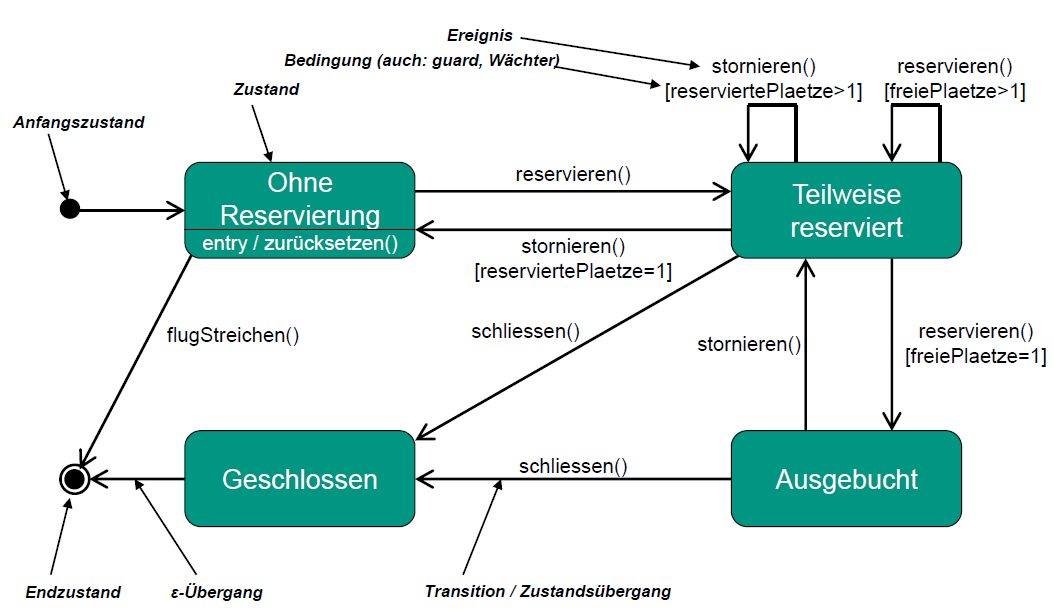 Ereignis
Bedingung (auch: guard, Wächter)
Zustand
Anfangszustand
stornieren()
[reserviertePlaetze>1]
reservieren()
[freiePlaetze>1]
Ohne
Reservierung
entry / zurücksetzen()
reservieren()
Teilweise
reserviert
stornieren()
[reserviertePlaetze=1]
flugStreichen()
schliessen()
stornieren()
reservieren()
[freiePlaetze=1]
Geschlossen
schliessen()
Ausgebucht
Endzustand
ε-Übergang
Transition / Zustandsübergang